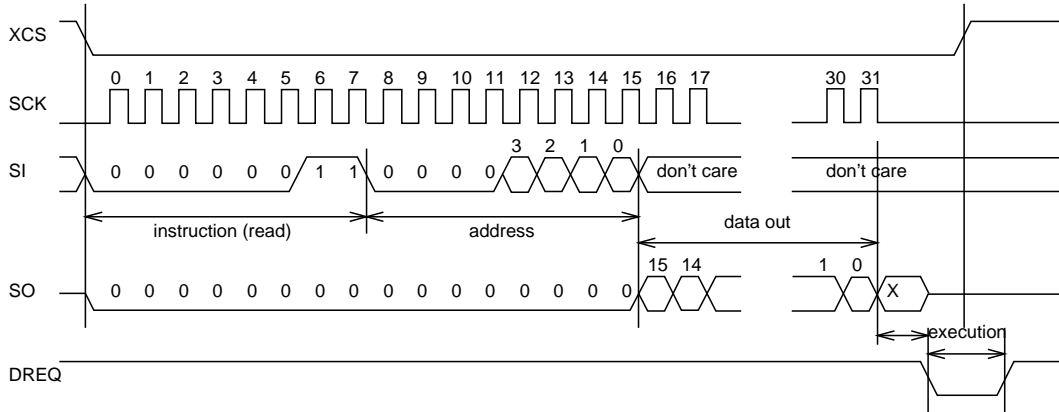 XCS
0 1 2 3 4 5 6 7 8 9 10 11 12 13 14 15 16 17 30 31
SCK
3 2 1 0
SI 0 0 0 0 0 0 1 1 0 0 0 0 don't care don't care
instruction (read) address data out
15 14 1 0
SO 0 0 0 0 0 0 0 0 0 0 0 0 0 0 0 0 X
execution
DREQ